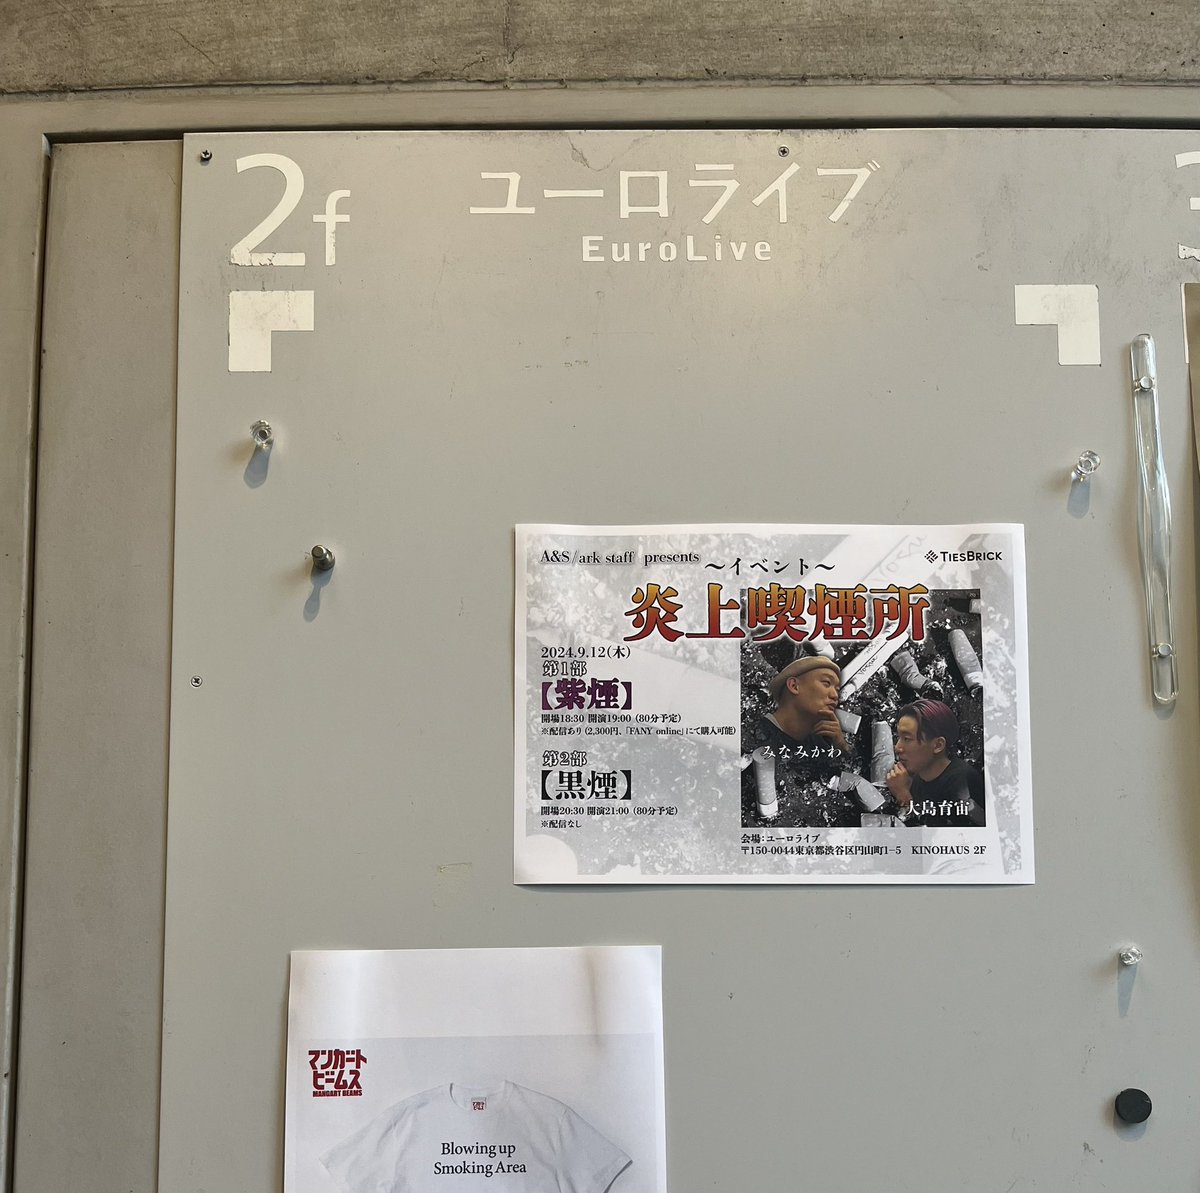 2f
ユーロライブ
EuroLive
A&S/ark staff presents
～イベント～
TIESBRICK
炎上喫煙所
2024.9.12(木)
第1部
【紫煙】
開場18:30 開演19:00 (80分予定)
※配信あり (2,300円、「FANY online」にて購入可能)
第2部
【黒煙】
開場20:30 開演21:00 (80分予定)
※配信なし
みなみかわ
大島育宙
会場：ユーロライブ
〒150-0044東京都渋谷区円山町1-5 KINOHAUS 2F
マンガート
ビームス
MANGART BEAMS
Blowing up
Smoking Area